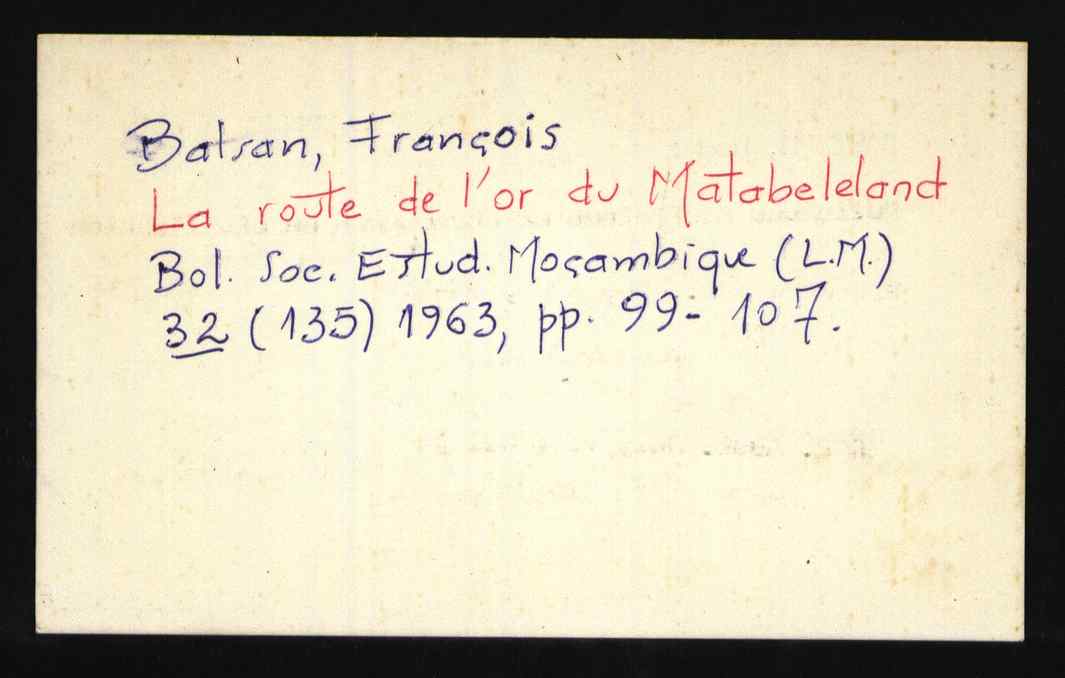 Batsan, François
La route de l'or du Matabeleland
Bol. Soc. Estud. Moçambique (L.M.)
32 (135) 1963, pp. 99-107.